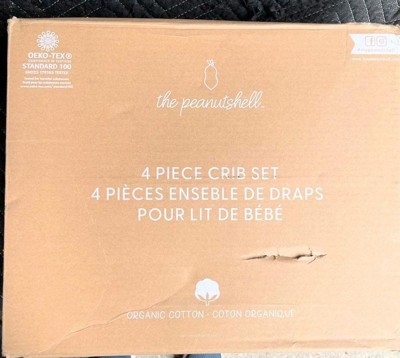 OEKO-TEX®
STANDARD 100
the peanutshell.
4 PIECE CRIB SET
4 PIÈCES ENSEBLE DE DRAPS
POUR LIT DE BÉBÉ
ORGANIC COTTON • COTON ORGANIQUE